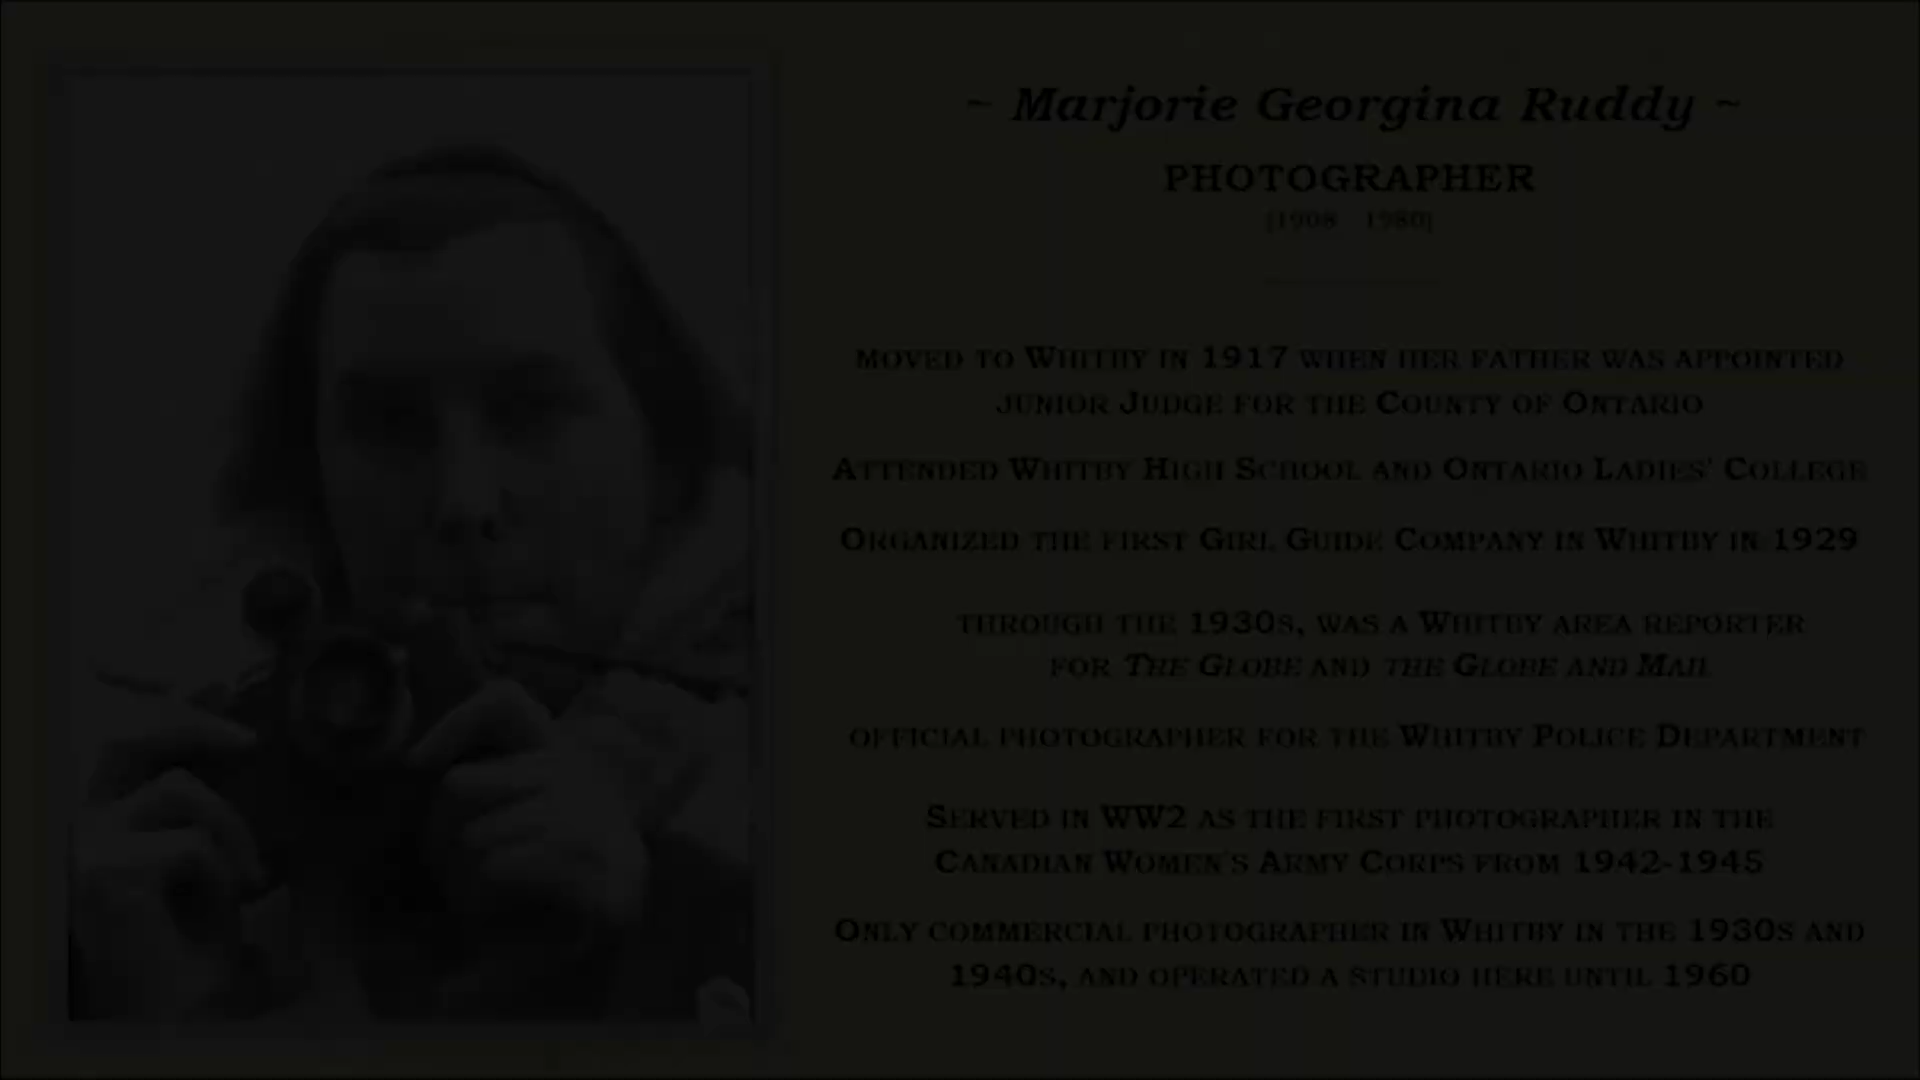 ~ Marjorie Georgina Ruddy ~
PHOTOGRAPHER
(1908 1980)
MOVED TO WHITBY IN 1917 WHEN HER FATHER WAS APPOINTED
JUNIOR JUDGE FOR THE COUNTY OF ONTARIO
ATTENDED WHITBY HIGH SCHOOL AND ONTARIO LADIES' COLLEGE
ORGANIZED THE FIRST GIRL GUIDE COMPANY IN WHITBY IN 1929
THROUGH THE 1930S, WAS A WHITBY AREA REPORTER
FOR THE GLOBE AND THE GLOBE AND MAIL
OFFICIAL PHOTOGRAPHER FOR THE WHITBY POLICE DEPARTMENT
SERVED IN WW2 AS THE FIRST PHOTOGRAPHER IN THE
CANADIAN WOMEN'S ARMY CORPS FROM 1942-1945
ONLY COMMERCIAL PHOTOGRAPHER IN WHITBY IN THE 1930S AND
1940S, AND OPERATED A STUDIO HERE UNTIL 1960